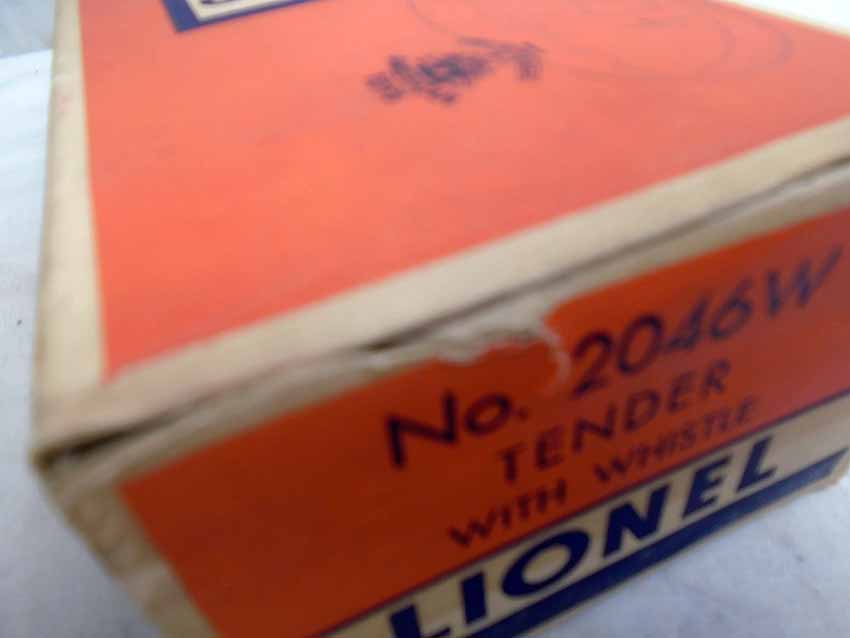 No. 2046W
TENDER
WITH WHISTLE
LIONEL